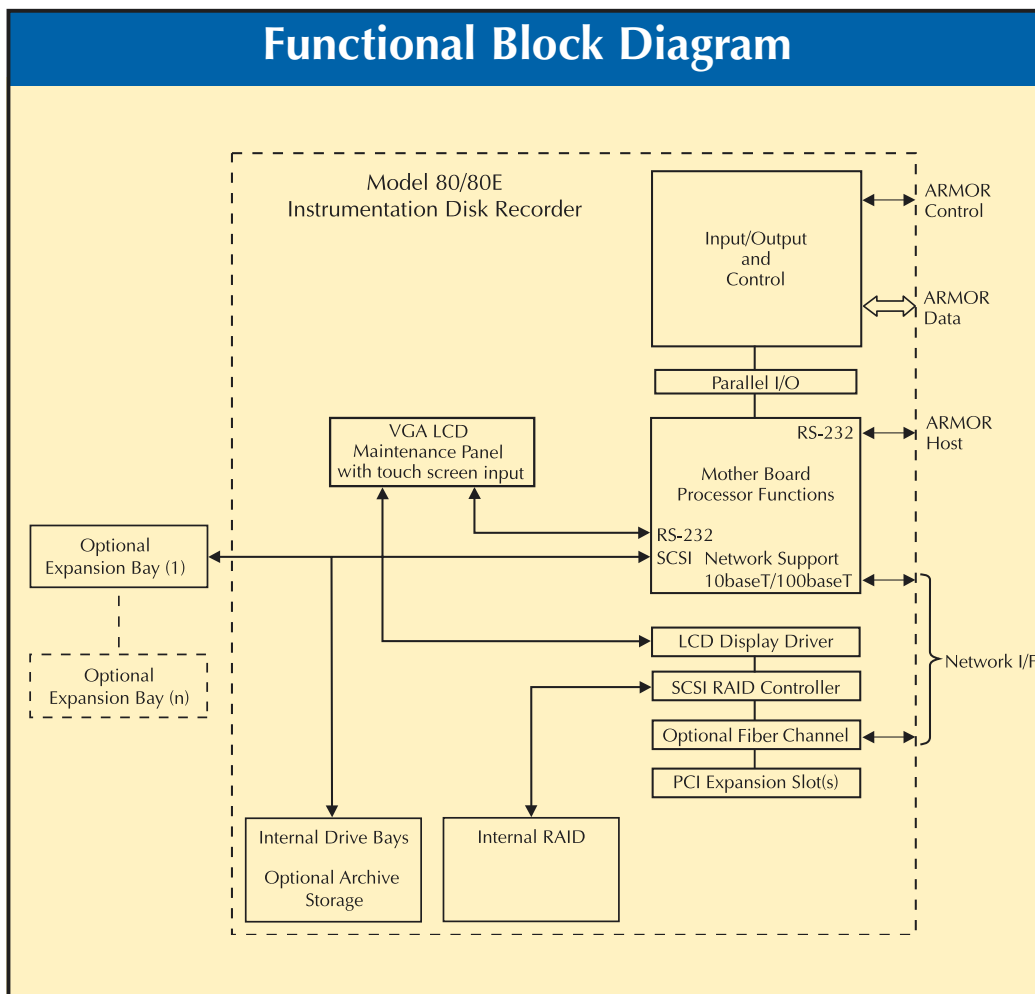 Functional Block Diagram
Model 80/80E
Instrumentation Disk Recorder
Input/Output
and
Control
ARMOR
Control
ARMOR
Data
Parallel I/O
VGA LCD
Maintenance Panel
with touch screen input
RS-232
ARMOR
Host
Mother Board
Processor Functions
RS-232
SCSI Network Support
10baseT/100baseT
Optional
Expansion Bay (1)
Optional
Expansion Bay (n)
LCD Display Driver
SCSI RAID Controller
Optional Fiber Channel
PCI Expansion Slot(s)
Network I/F
Internal Drive Bays
Optional Archive
Storage
Internal RAID